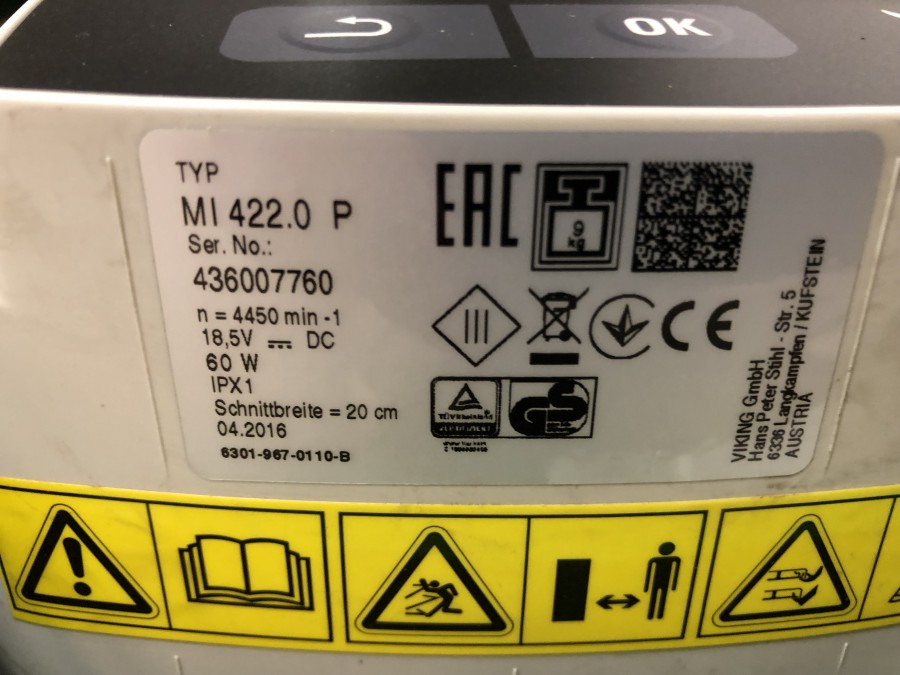 OK
TYP
MI 422.0 P
Ser. No.:
436007760
n = 4450 min -1
18,5V DC
60 W
IPX1
Schnittbreite = 20 cm
04.2016
6301-967-0110-B
EAC
9
kg
III
CE
GS
VIKING GmbH
Hans Peter Stihl - Str. 5
6336 Langkampfen / KUFSTEIN
AUSTRIA